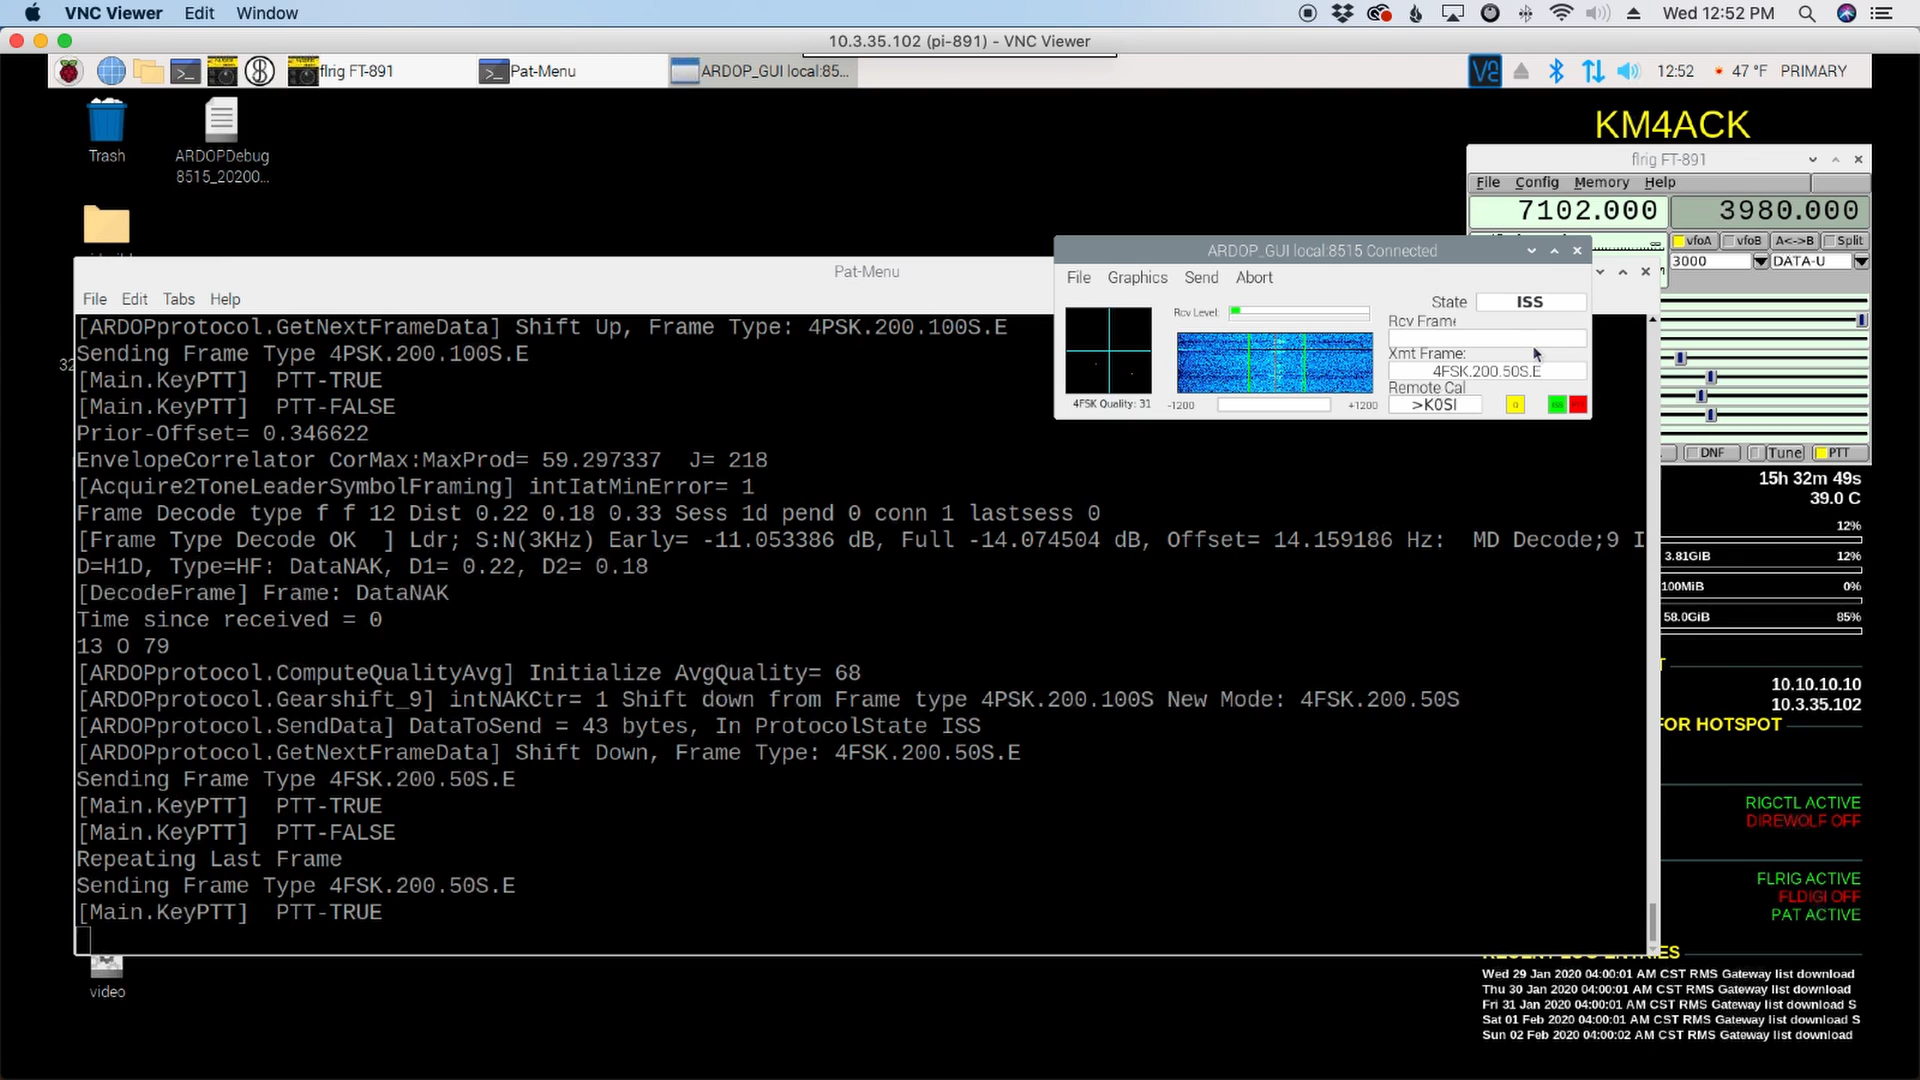 VNC Viewer Edit Window
Wed 12:52 PM
10.3.35.102 (pi-891) - VNC Viewer
flrig FT-891
Pat-Menu
ARDOP_GUI local:85...
12:52
47 °F PRIMARY
Trash
ARDOPDebug
8515_20200...
KM4ACK
flrig FT-891
File Config Memory Help
7102.000
3980.000
vfoA vfoB A<->B Split
3000
DATA-U
ARDOP_GUI local:8515 Connected
File Graphics Send Abort
State ISS
Rcv Level:
Rcv Frame
Xmt Frame:
4FSK.200.50S.E
Remote Cal
>K0SI
4FSK Quality: 31
-1200
+1200
Pat-Menu
File Edit Tabs Help
[ARDOPprotocol.GetNextFrameData] Shift Up, Frame Type: 4PSK.200.100S.E
Sending Frame Type 4PSK.200.100S.E
[Main.KeyPTT]  PTT-TRUE
[Main.KeyPTT]  PTT-FALSE
Prior-Offset= 0.346622
EnvelopeCorrelator CorMax:MaxProd= 59.297337  J= 218
[Acquire2ToneLeaderSymbolFraming] intIatMinError= 1
Frame Decode type f f 12 Dist 0.22 0.18 0.33 Sess 1d pend 0 conn 1 lastsess 0
[Frame Type Decode OK  ] Ldr; S:N(3KHz) Early= -11.053386 dB, Full -14.074504 dB, Offset= 14.159186 Hz:  MD Decode;9 I
D=H1D, Type=HF: DataNAK, D1= 0.22, D2= 0.18
[DecodeFrame] Frame: DataNAK
Time since received = 0
13 O 79
[ARDOPprotocol.ComputeQualityAvg] Initialize AvgQuality= 68
[ARDOPprotocol.Gearshift_9] intNAKCtr= 1 Shift down from Frame type 4PSK.200.100S New Mode: 4FSK.200.50S
[ARDOPprotocol.SendData] DataToSend = 43 bytes, In ProtocolState ISS
[ARDOPprotocol.GetNextFrameData] Shift Down, Frame Type: 4FSK.200.50S.E
Sending Frame Type 4FSK.200.50S.E
[Main.KeyPTT]  PTT-TRUE
[Main.KeyPTT]  PTT-FALSE
Repeating Last Frame
Sending Frame Type 4FSK.200.50S.E
[Main.KeyPTT]  PTT-TRUE
DNF Tune PTT
15h 32m 49s
39.0 C
12%
3.81GiB 12%
100MiB 0%
58.0GiB 85%
10.10.10.10
10.3.35.102
FOR HOTSPOT
RIGCTL ACTIVE
DIREWOLF OFF
FLRIG ACTIVE
FLDIGI OFF
PAT ACTIVE
video
RECENT LOG ENTRIES
Wed 29 Jan 2020 04:00:01 AM CST RMS Gateway list download
Thu 30 Jan 2020 04:00:01 AM CST RMS Gateway list download
Fri 31 Jan 2020 04:00:01 AM CST RMS Gateway list download S
Sat 01 Feb 2020 04:00:01 AM CST RMS Gateway list download S
Sun 02 Feb 2020 04:00:02 AM CST RMS Gateway list download